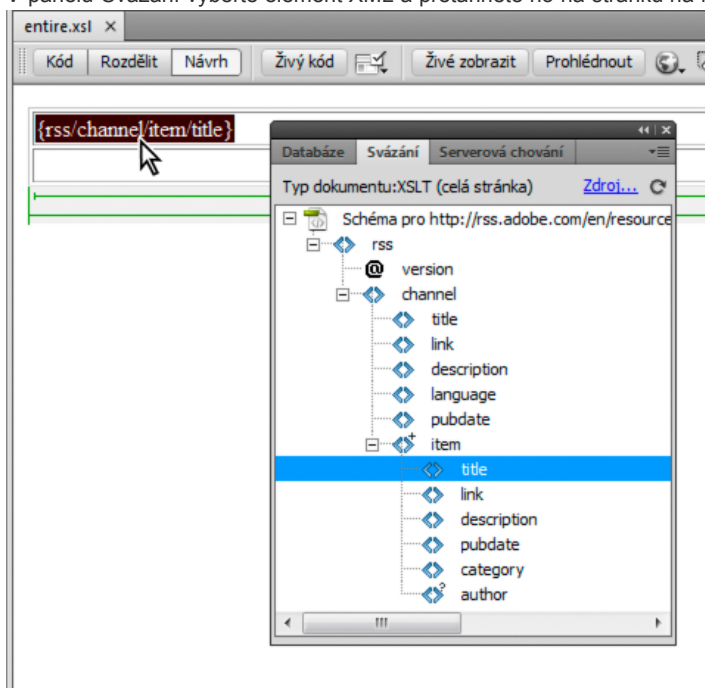 V panelu Svázání vyberte element XML a přetáhněte ho na stránku na
entire.xsl ×
Kód Rozdělit Návrh Živý kód Živé zobrazit Prohlédnout
{rss/channel/item/title}
Databáze Svázání Serverová chování
Typ dokumentu:XSLT (celá stránka) Zdroj...
Schéma pro http://rss.adobe.com/en/resource
rss
@ version
channel
title
link
description
language
pubdate
+ item
title
link
description
pubdate
category
? author